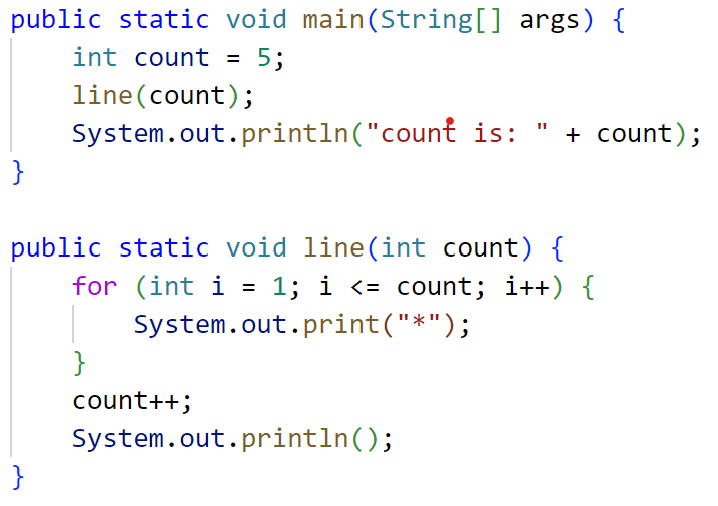 public static void main(String[] args) {
    int count = 5;
    line(count);
    System.out.println("count is: " + count);
}

public static void line(int count) {
    for (int i = 1; i <= count; i++) {
        System.out.print("*");
    }
    count++;
    System.out.println();
}